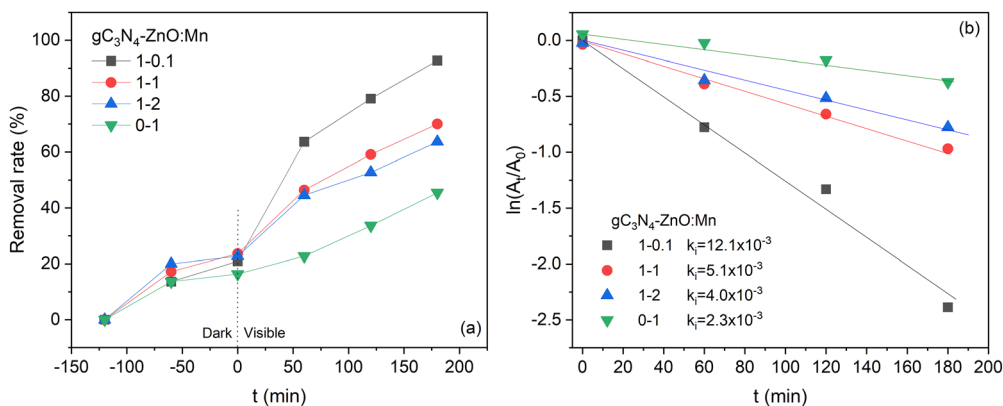 gC₃N₄-ZnO:Mn
1-0.1
1-1
1-2
0-1
Removal rate (%)
100
80
60
40
20
0
Dark
Visible
(a)
-150 -100 -50 0 50 100 150 200
t (min)
(b)
ln(Aₜ/A₀)
0.0
-0.5
-1.0
-1.5
-2.0
-2.5
gC₃N₄-ZnO:Mn
1-0.1 kᵢ=12.1x10⁻³
1-1 kᵢ=5.1x10⁻³
1-2 kᵢ=4.0x10⁻³
0-1 kᵢ=2.3x10⁻³
0 20 40 60 80 100 120 140 160 180 200
t (min)